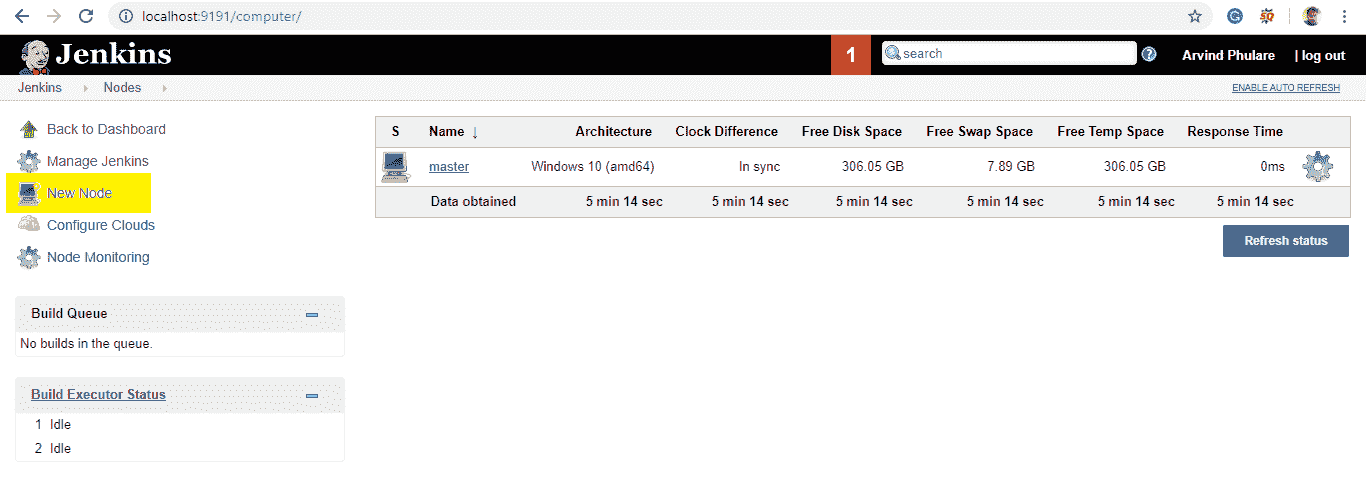 localhost:9191/computer/
Jenkins
1
search
Arvind Phulare
| log out
Jenkins
Nodes
ENABLE AUTO REFRESH
Back to Dashboard
Manage Jenkins
New Node
Configure Clouds
Node Monitoring
Build Queue
No builds in the queue.
Build Executor Status
1 Idle
2 Idle
S Name ↓ Architecture Clock Difference Free Disk Space Free Swap Space Free Temp Space Response Time
master Windows 10 (amd64) In sync 306.05 GB 7.89 GB 306.05 GB 0ms
Data obtained 5 min 14 sec 5 min 14 sec 5 min 14 sec 5 min 14 sec 5 min 14 sec 5 min 14 sec
Refresh status